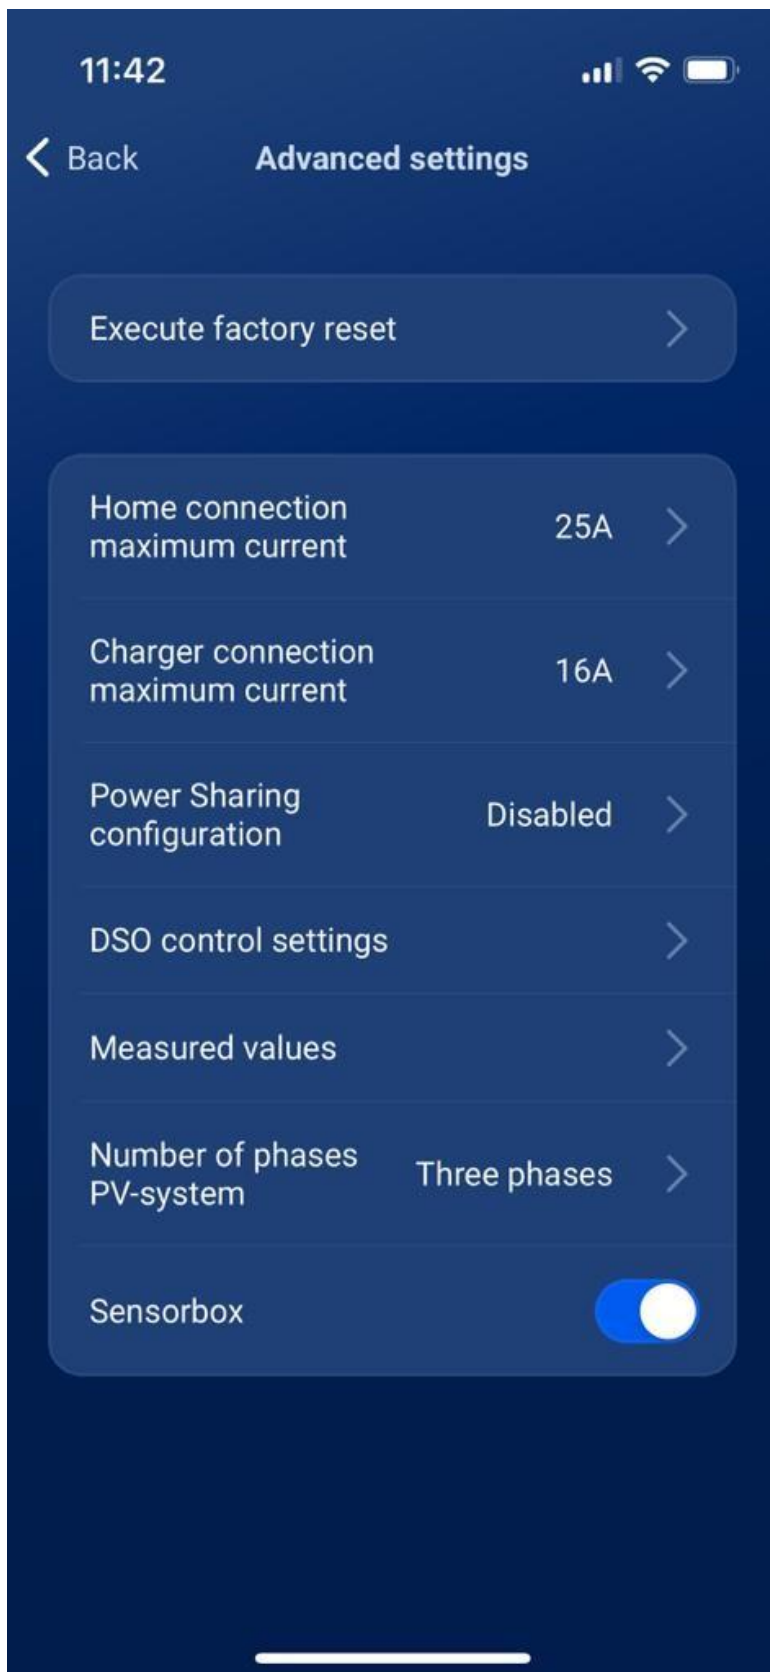 11:42
Back Advanced settings
Execute factory reset
Home connection
maximum current
25A
Charger connection
maximum current
16A
Power Sharing
configuration
Disabled
DSO control settings
Measured values
Number of phases
PV-system
Three phases
Sensorbox